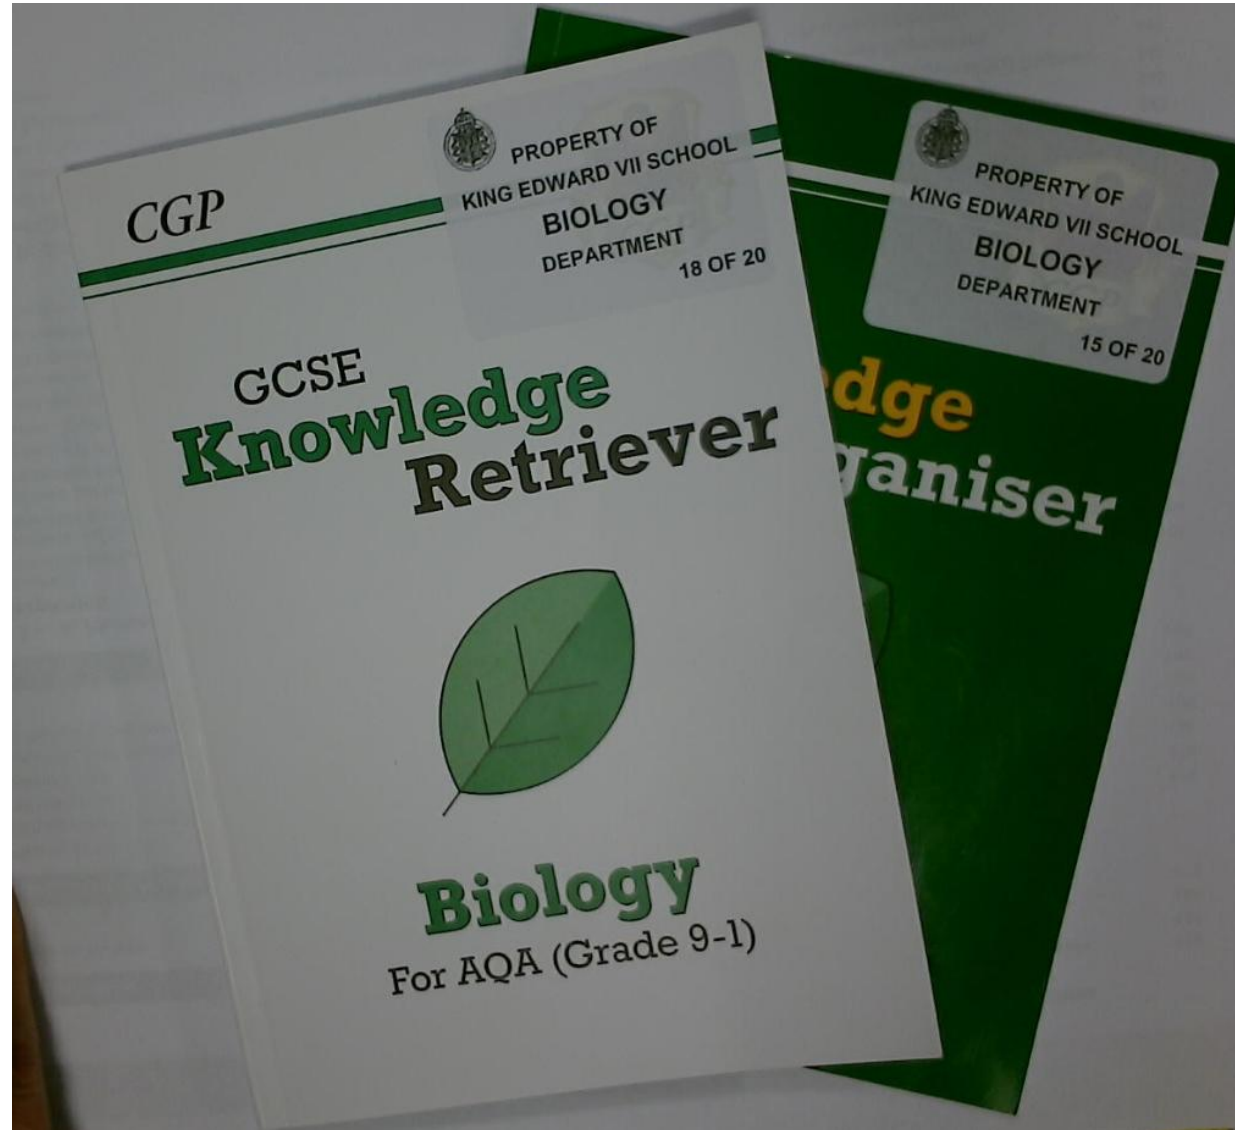 CGP
PROPERTY OF
KING EDWARD VII SCHOOL
BIOLOGY
DEPARTMENT
18 OF 20
GCSE
Knowledge
Retriever
Biology
For AQA (Grade 9-1)
PROPERTY OF
KING EDWARD VII SCHOOL
BIOLOGY
DEPARTMENT
15 OF 20
edge
ganiser